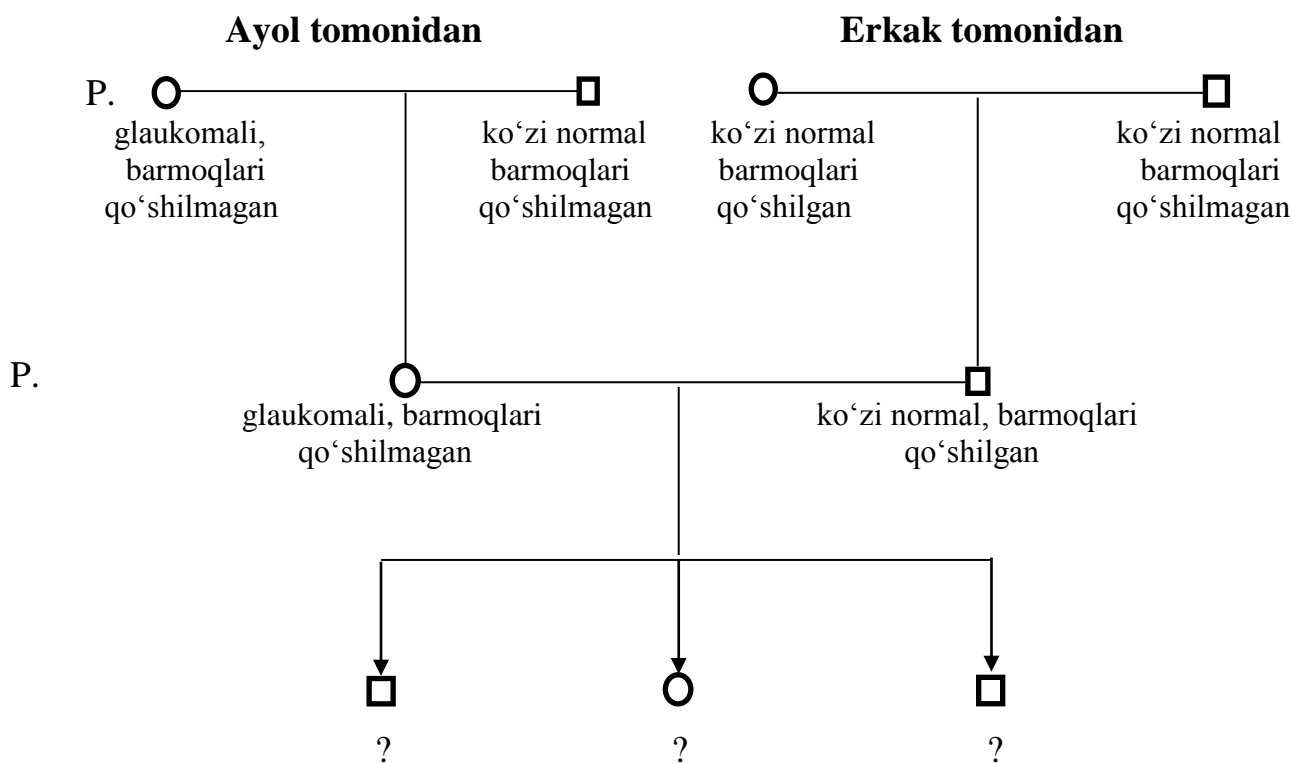 Ayol tomonidan Erkak tomonidan
P.
glaukomali, ko‘zi normal ko‘zi normal ko‘zi normal
barmoqlari barmoqlari barmoqlari barmoqlari
qo‘shilmagan qo‘shilmagan qo‘shilgan qo‘shilmagan
P.
glaukomali, barmoqlari ko‘zi normal, barmoqlari
qo‘shilmagan qo‘shilgan
? ? ?